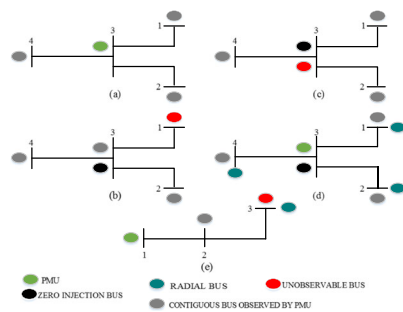 3
1
4
2
(a)
3
1
4
2
(c)
3
1
4
2
(b)
3
1
4
2
(d)
3
1
2
(e)
PMU
RADIAL BUS
UNOBSERVABLE BUS
ZERO INJECTION BUS
CONTIGUOUS BUS OBSERVED BY PMU